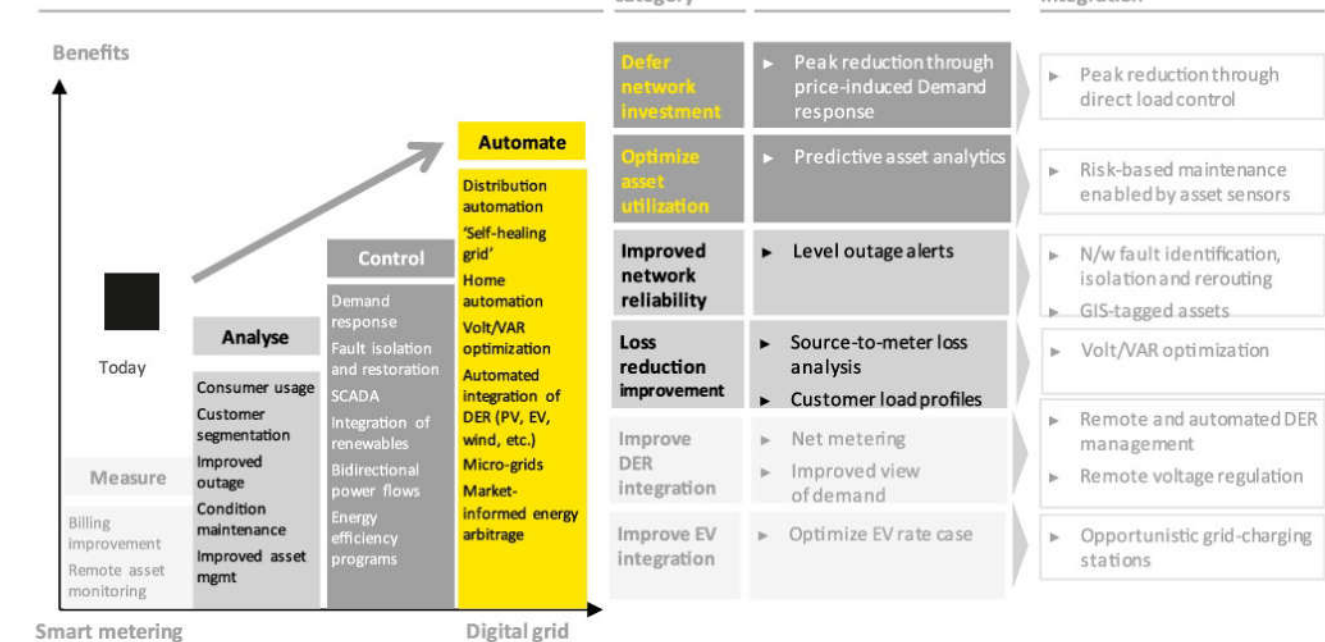 category
integration
Benefits
Automate
Distribution
automation
'Self-healing
grid'
Home
automation
Volt/VAR
optimization
Automated
integration of
DER (PV, EV,
wind, etc.)
Micro-grids
Market-
informed energy
arbitrage
Control
Demand
response
Fault isolation
and restoration
SCADA
Integration of
renewables
Bidirectional
power flows
Energy
efficiency
programs
Analyse
Consumer usage
Customer
segmentation
Improved
outage
Condition
maintenance
Improved asset
mgmt
Today
Measure
Billing
improvement
Remote asset
monitoring
Smart metering
Digital grid
Defer
network
investment
► Peak reduction through
price-induced Demand
response
► Peak reduction through
direct load control
Optimize
asset
utilization
► Predictive asset analytics
► Risk-based maintenance
enabled by asset sensors
Improved
network
reliability
► Level outage alerts
► N/w fault identification,
isolation and rerouting
► GIS-tagged assets
Loss
reduction
improvement
► Source-to-meter loss
analysis
► Customer load profiles
► Volt/VAR optimization
Improve
DER
integration
► Net metering
► Improved view
of demand
► Remote and automated DER
management
► Remote voltage regulation
Improve EV
integration
► Optimize EV rate case
► Opportunistic grid-charging
stations